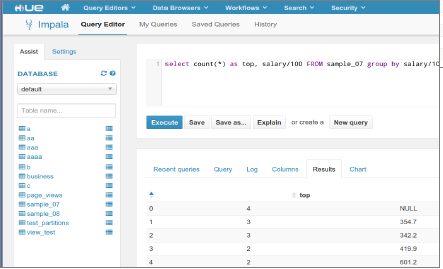 HUE Query Editors Data Browsers Workflows Search Security
Impala Query Editor My Queries Saved Queries History
Assist Settings
DATABASE
default
Table name...
a
aa
aaa
aaaa
b
business
c
page_views
sample_07
sample_08
test_partitions
view_test
1 select count(*) as top, salary/100 FROM sample_07 group by salary/10
Execute Save Save as... Explain or create a New query
Recent queries Query Log Columns Results Chart
top
0 4 NULL
1 3 354.7
2 3 342.2
3 2 419.9
4 2 601.2